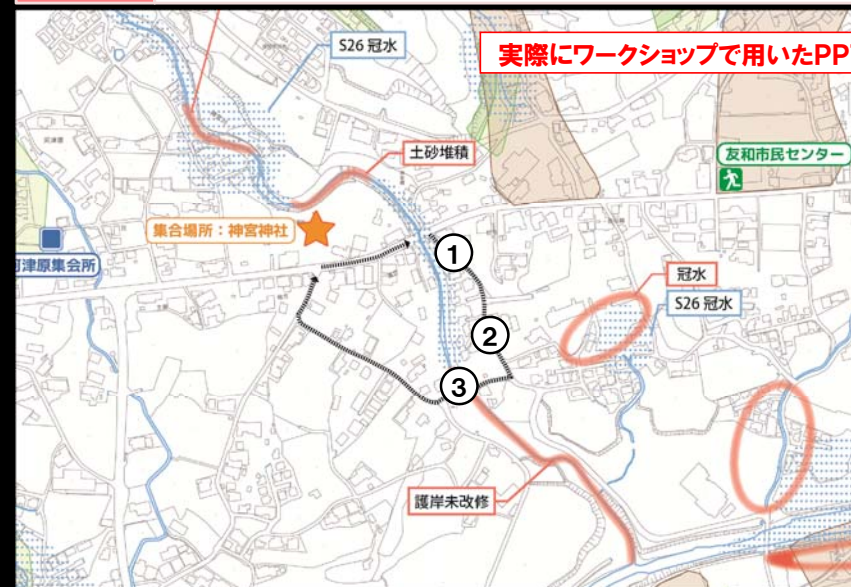 S26 冠水
実際にワークショップで用いたPP
土砂堆積
友和市民センター
集合場所：神宮神社
①
津原集会所
冠水
②
S26 冠水
③
護岸未改修